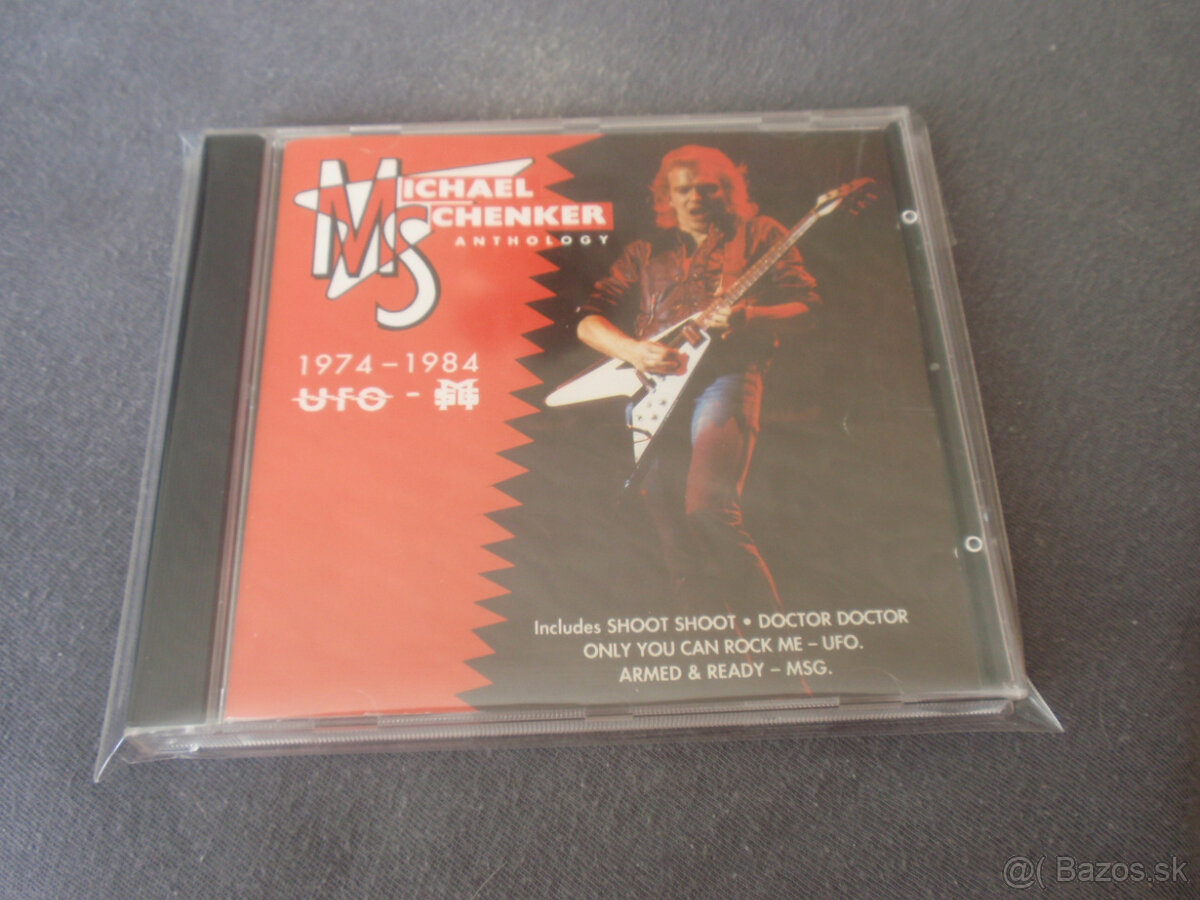 MICHAEL
SCHENKER
ANTHOLOGY
MS
1974 – 1984
UFO - MSG
Includes SHOOT SHOOT • DOCTOR DOCTOR
ONLY YOU CAN ROCK ME – UFO.
ARMED & READY – MSG.
@( Bazos.sk